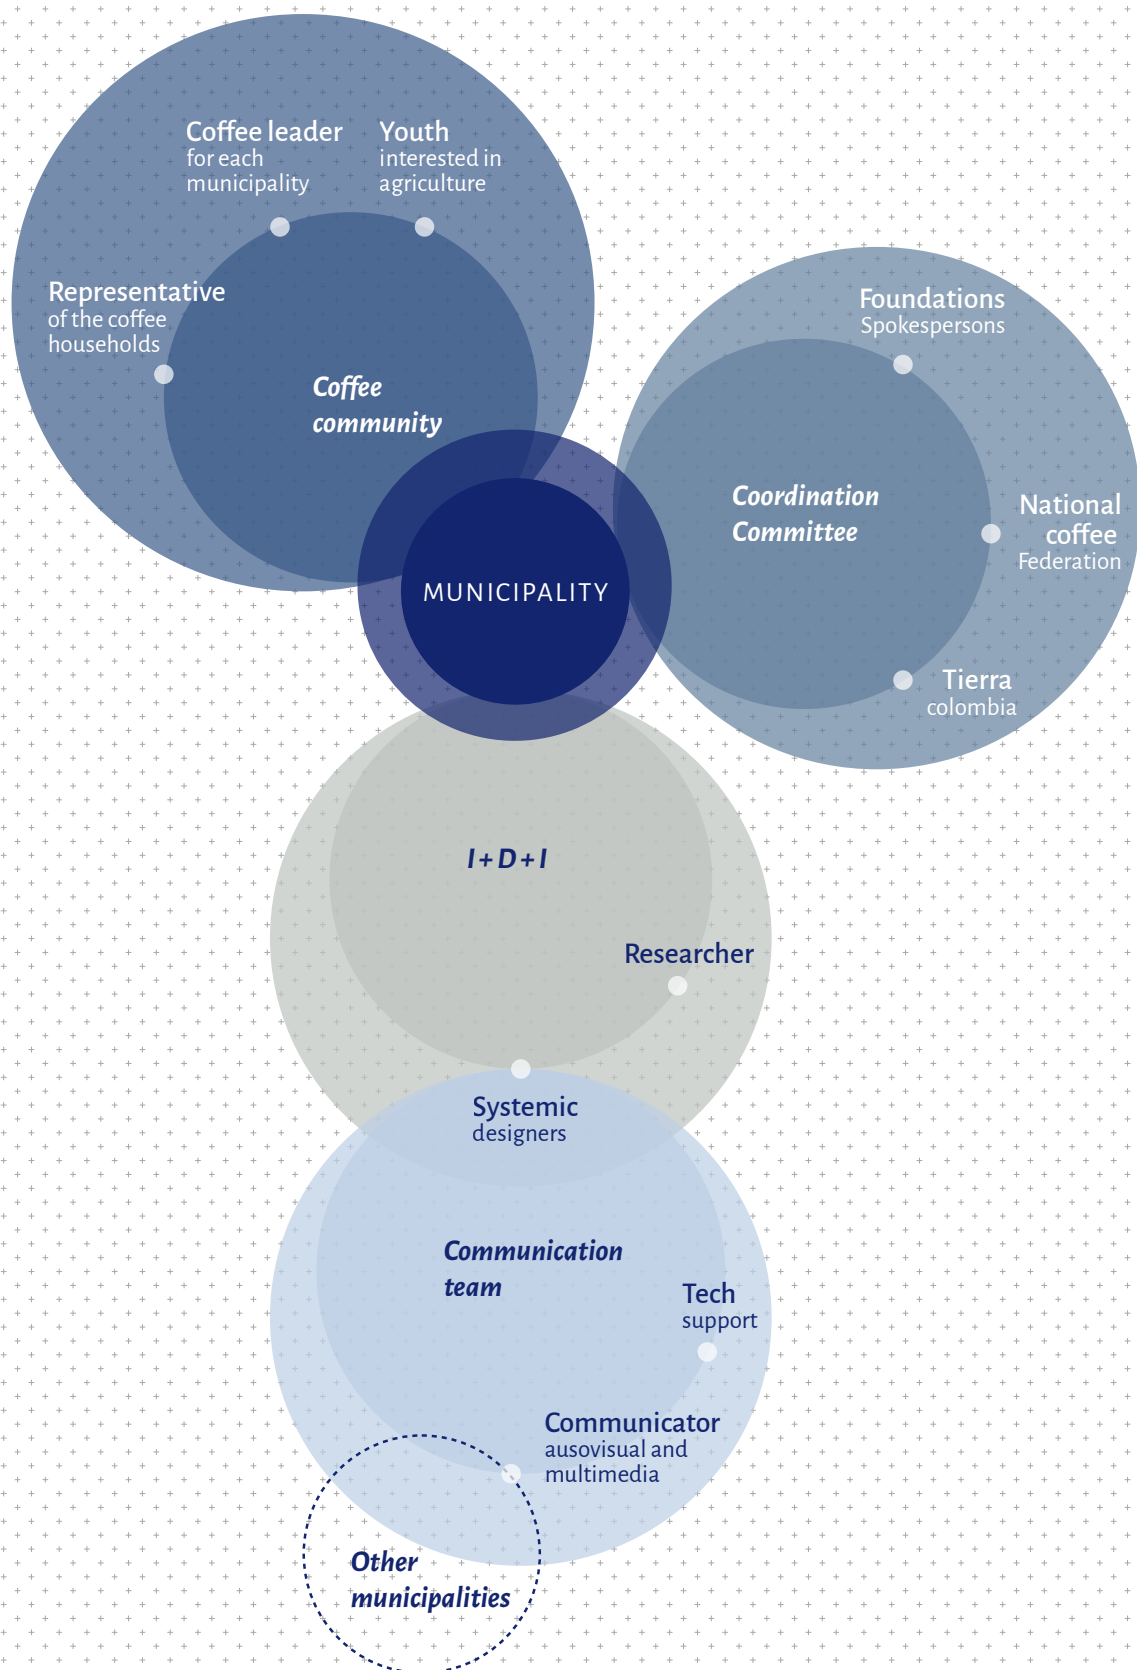 Coffee leader
for each
municipality
Youth
interested in
agriculture
Representative
of the coffee
households
Coffee
community
Foundations
Spokespersons
Coordination
Committee
National
coffee
Federation
MUNICIPALITY
Tierra
colombia
I+D+I
Researcher
Systemic
designers
Communication
team
Tech
support
Communicator
ausovisual and
multimedia
Other
municipalities